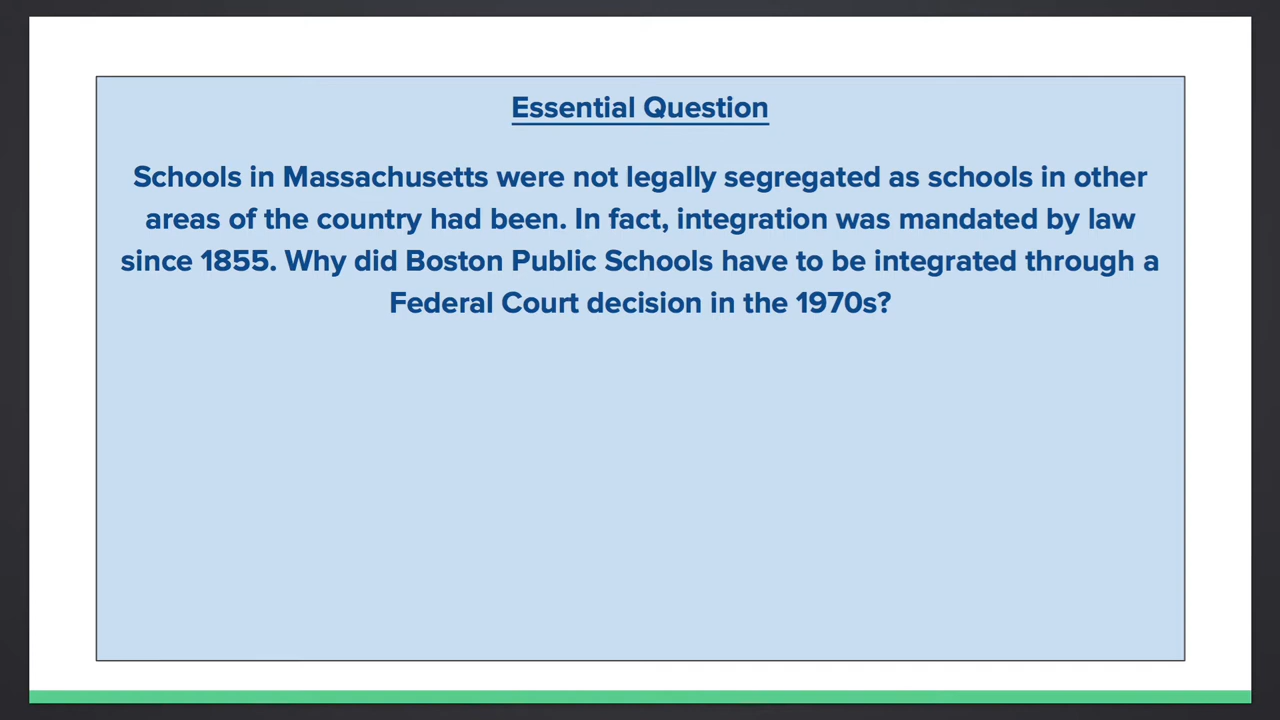 Essential Question
Schools in Massachusetts were not legally segregated as schools in other
areas of the country had been. In fact, integration was mandated by law
since 1855. Why did Boston Public Schools have to be integrated through a
Federal Court decision in the 1970s?